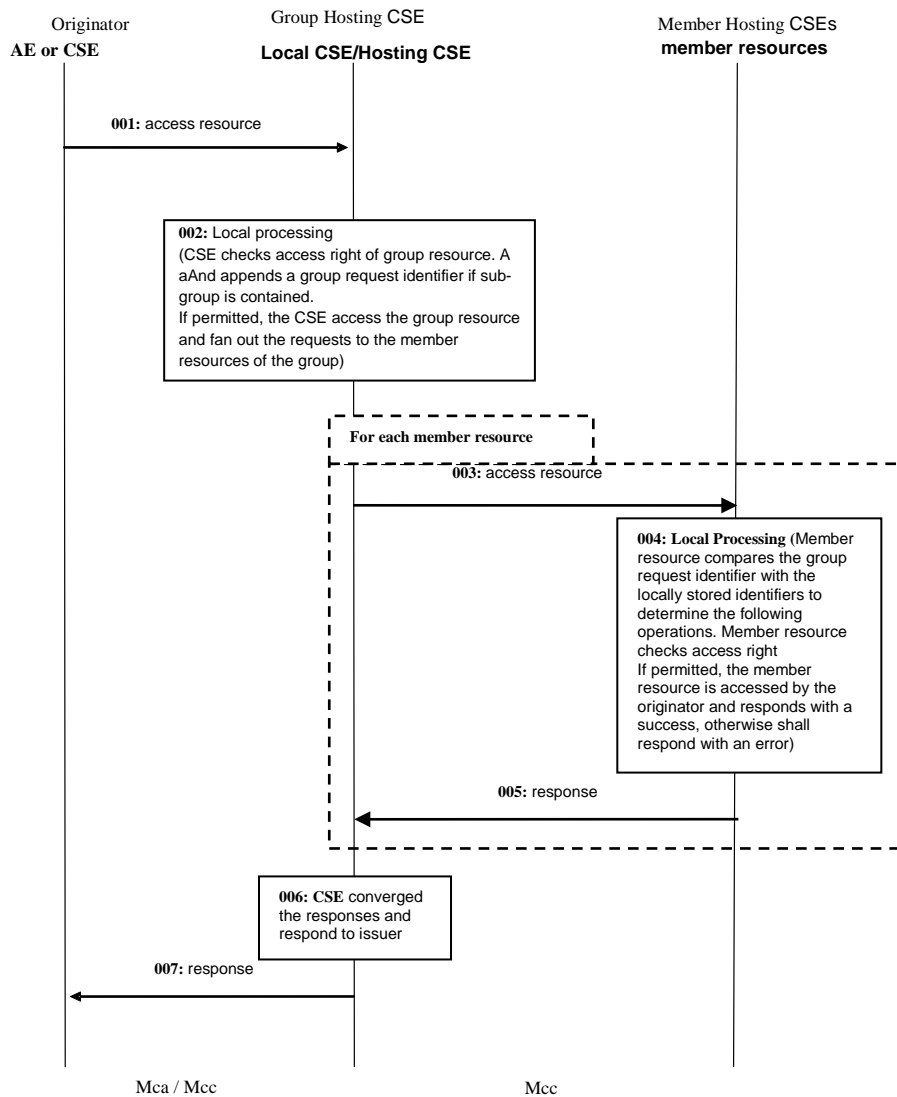 Originator
AE or CSE
Group Hosting CSE
Local CSE/Hosting CSE
Member Hosting CSEs
member resources
001: access resource
002: Local processing
(CSE checks access right of group resource. A
aAnd appends a group request identifier if sub-
group is contained.
If permitted, the CSE access the group resource
and fan out the requests to the member
resources of the group)
For each member resource
003: access resource
004: Local Processing (Member
resource compares the group
request identifier with the
locally stored identifiers to
determine the following
operations. Member resource
checks access right
If permitted, the member
resource is accessed by the
originator and responds with a
success, otherwise shall
respond with an error)
005: response
006: CSE converged
the responses and
respond to issuer
007: response
Mca / Mcc
Mcc